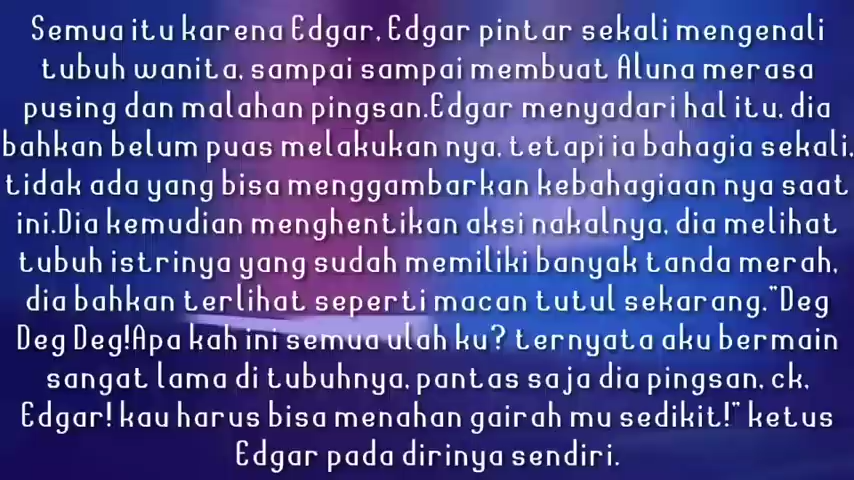 Semua itu karena Edgar, Edgar pintar sekali mengenali
tubuh wanita, sampai sampai membuat Aluna merasa
pusing dan malahan pingsan.Edgar menyadari hal itu, dia
bahkan belum puas melakukan nya, tetapi ia bahagia sekali,
tidak ada yang bisa menggambarkan kebahagiaan nya saat
ini.Dia kemudian menghentikan aksi nakalnya, dia melihat
tubuh istrinya yang sudah memiliki banyak tanda merah,
dia bahkan terlihat seperti macan tutul sekarang."Deg
Deg Deg!Apa kah ini semua ulah ku? ternyata aku bermain
sangat lama di tubuhnya, pantas saja dia pingsan, ck,
Edgar! kau harus bisa menahan gairah mu sedikit!" ketus
Edgar pada dirinya sendiri.